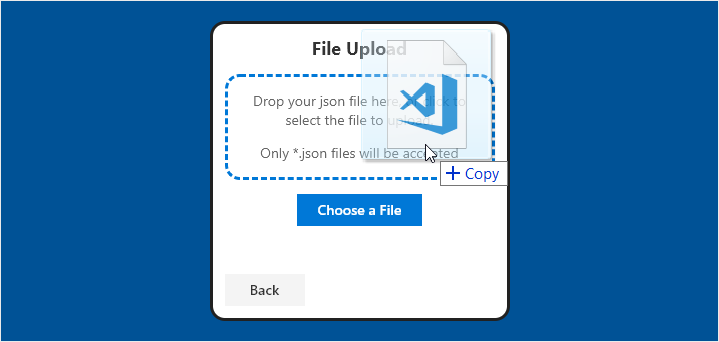 File Upload
Drop your json file here, or click to
select the file to upload.
Only *.json files will be accepted
+ Copy
Choose a File
Back